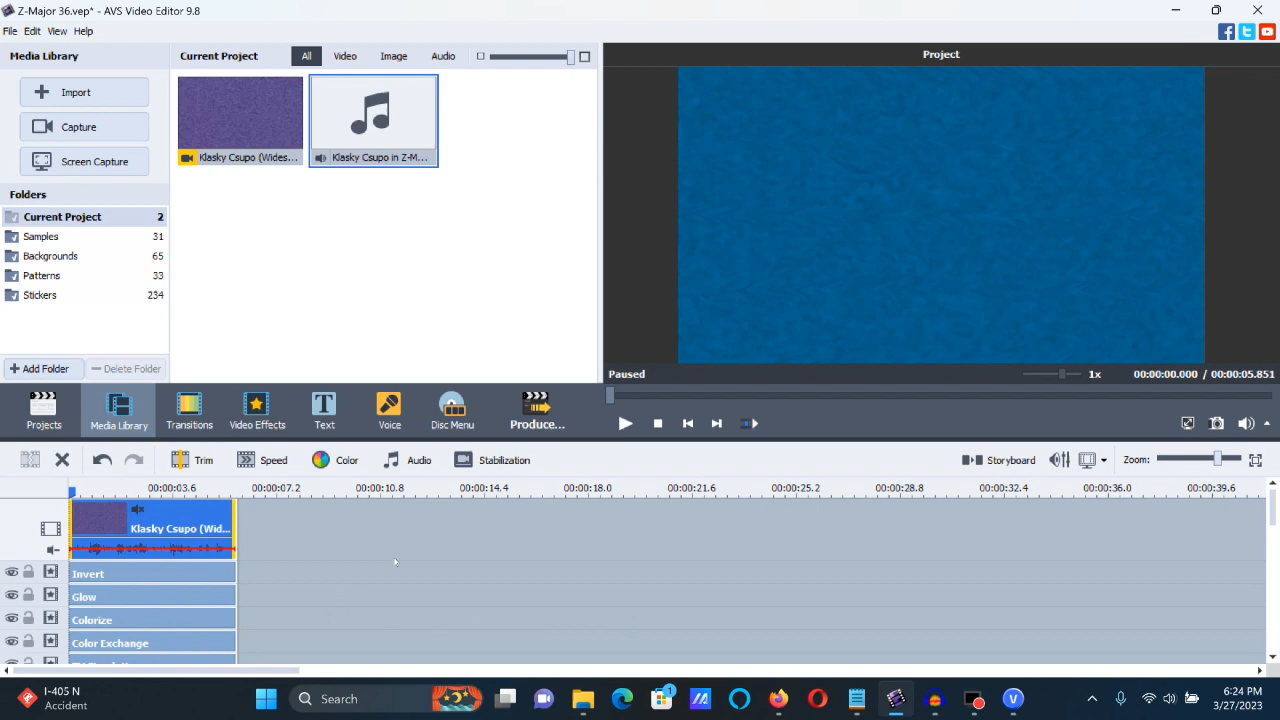 Z-Major 36.vep* - AVS Video Editor 9.8
File Edit View Help
Media Library
Import
Capture
Screen Capture
Folders
Current Project 2
Samples 31
Backgrounds 65
Patterns 33
Stickers 234
Add Folder
Delete Folder
Current Project All Video Image Audio
Klasky Csupo (Wides...
Klasky Csupo in Z-M...
Project
Paused 1x 00:00:00.000 / 00:00:05.851
Projects Media Library Transitions Video Effects Text Voice Disc Menu Produce...
Trim Speed Color Audio Stabilization Storyboard Zoom:
00:00:03.6 00:00:07.2 00:00:10.8 00:00:14.4 00:00:18.0 00:00:21.6 00:00:25.2 00:00:28.8 00:00:32.4 00:00:36.0 00:00:39.6
Klasky Csupo (Wid...
Invert
Glow
Colorize
Color Exchange
I-405 N
Accident
Search
1
6:24 PM
3/27/2023